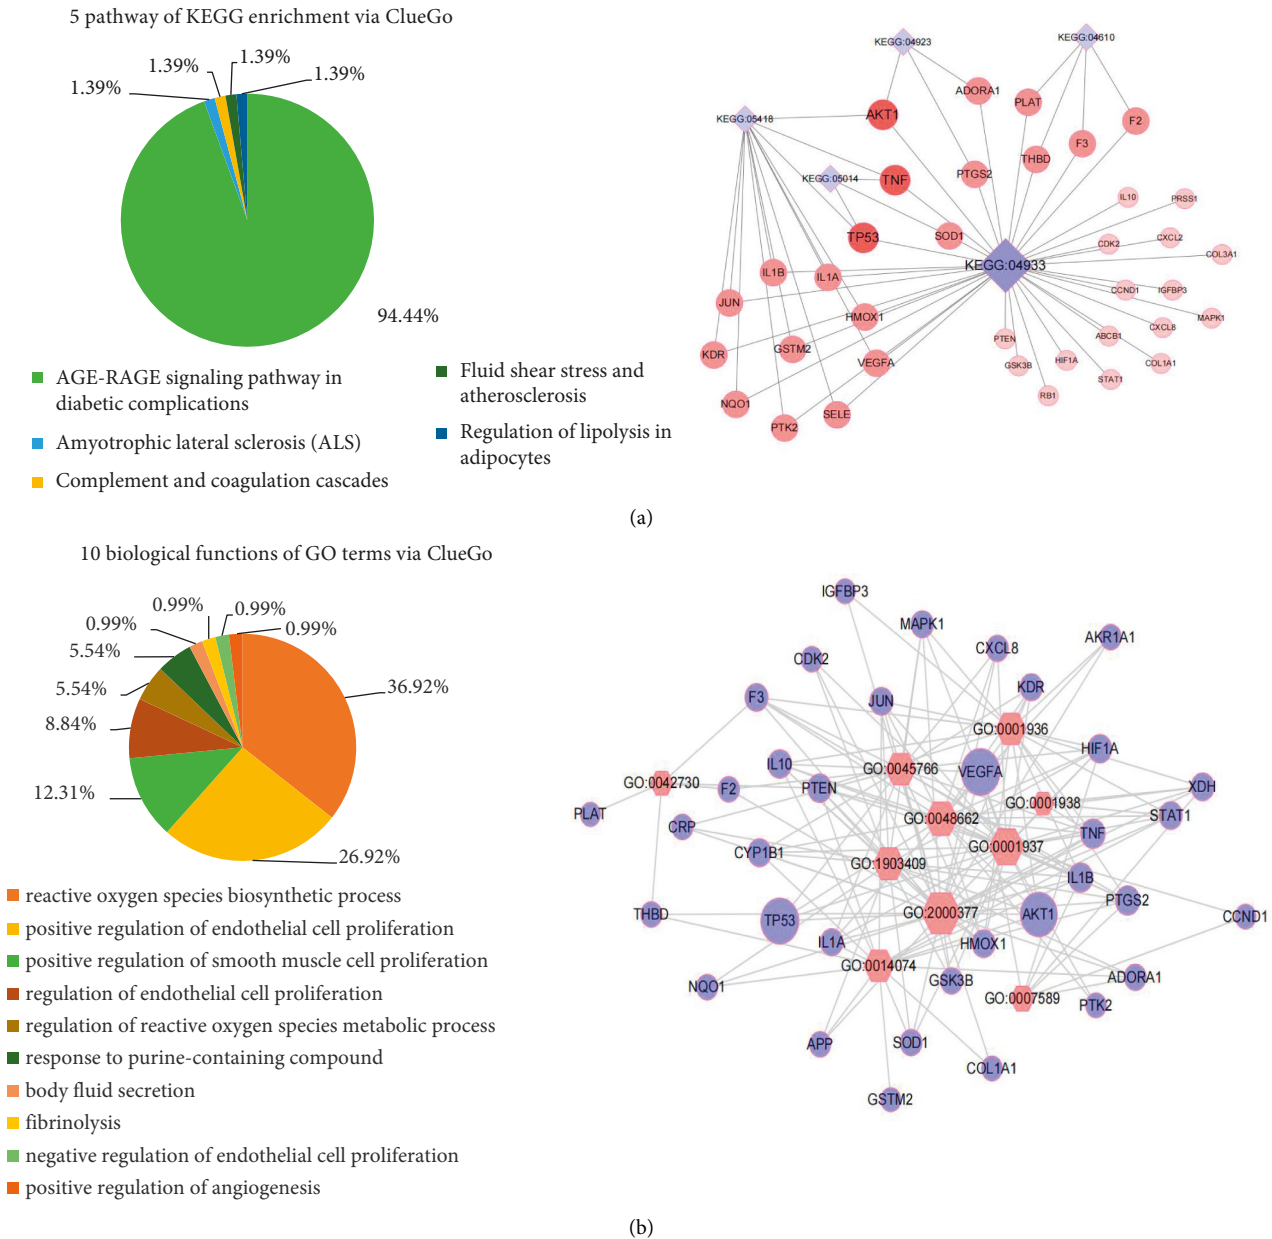 5 pathway of KEGG enrichment via ClueGo
1.39%
1.39%
1.39%
1.39%
94.44%
AGE-RAGE signaling pathway in
diabetic complications
Amyotrophic lateral sclerosis (ALS)
Complement and coagulation cascades
Fluid shear stress and
atherosclerosis
Regulation of lipolysis in
adipocytes
KEGG:04923
KEGG:04610
ADORA1
PLAT
AKT1
F2
KEGG:05418
F3
THBD
PTGS2
KEGG:05014
TNF
IL10
PRSS1
TP53
SOD1
CDK2
CXCL2
COL3A1
KEGG:04933
IL1B
IL1A
CCND1
IGFBP3
JUN
HMOX1
MAPK1
CXCL8
PTEN
ABCB1
KDR
GSTM2
VEGFA
GSK3B
HIF1A
COL1A1
STAT1
RB1
NQO1
SELE
PTK2
(a)
10 biological functions of GO terms via ClueGo
0.99%
0.99%
0.99%
0.99%
5.54%
5.54%
8.84%
12.31%
36.92%
26.92%
reactive oxygen species biosynthetic process
positive regulation of endothelial cell proliferation
positive regulation of smooth muscle cell proliferation
regulation of endothelial cell proliferation
regulation of reactive oxygen species metabolic process
response to purine-containing compound
body fluid secretion
fibrinolysis
negative regulation of endothelial cell proliferation
positive regulation of angiogenesis
IGFBP3
MAPK1
AKR1A1
CXCL8
CDK2
KDR
F3
JUN
GO:0001936
HIF1A
IL10
GO:0045766
VEGFA
GO:0042730
F2
PTEN
XDH
GO:0001938
PLAT
STAT1
GO:0048662
CRP
TNF
GO:0001937
CYP1B1
GO:1903409
IL1B
PTGS2
THBD
TP53
GO:2000377
AKT1
CCND1
IL1A
HMOX1
GO:0014074
ADORA1
GSK3B
NQO1
GO:0007589
PTK2
APP
SOD1
COL1A1
GSTM2
(b)